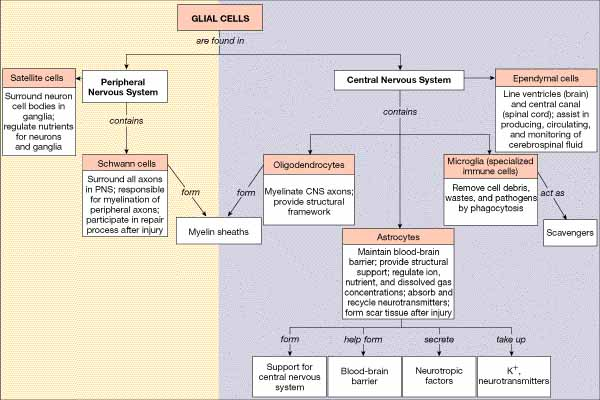 GLIAL CELLS
are found in
Satellite cells
Surround neuron
cell bodies in
ganglia;
regulate nutrients
for neurons
and ganglia
Peripheral
Nervous System
Central Nervous System
Ependymal cells
Line ventricles (brain)
and central canal
(spinal cord); assist in
producing, circulating,
and monitoring of
cerebrospinal fluid
contains
contains
Schwann cells
Surround all axons
in PNS; responsible
for myelination of
peripheral axons;
participate in repair
process after injury
form
Oligodendrocytes
Myelinate CNS axons;
provide structural
framework
form
Myelin sheaths
Microglia (specialized
immune cells)
Remove cell debris,
wastes, and pathogens
by phagocytosis
act as
Scavengers
Astrocytes
Maintain blood-brain
barrier; provide structural
support; regulate ion,
nutrient, and dissolved gas
concentrations; absorb and
recycle neurotransmitters;
form scar tissue after injury
form
help form
secrete
take up
Support for
central nervous
system
Blood-brain
barrier
Neurotropic
factors
K+,
neurotransmitters